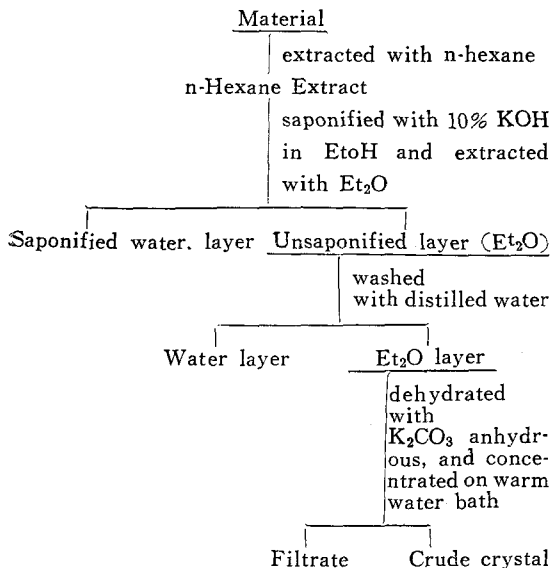 Material
extracted with n-hexane
n-Hexane Extract
saponified with 10% KOH
in EtoH and extracted
with Et₂O
Saponified water. layer Unsaponified layer (Et₂O)
washed
with distilled water
Water layer Et₂O layer
dehydrated
with
K₂CO₃ anhydr-
ous, and conce-
ntrated on warm
water bath
Filtrate Crude crystal